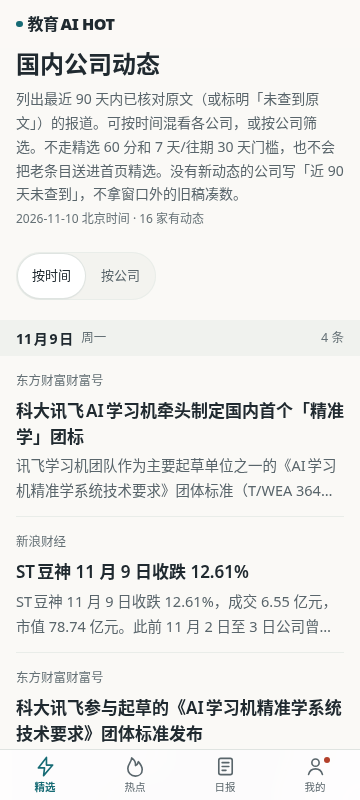 教育 AI HOT
国内公司动态
列出最近 90 天内已核对原文（或标明「未查到原
文」）的报道。可按时间混看各公司，或按公司筛
选。不走精选 60 分和 7 天/往期 30 天门槛，也不会
把老条目送进首页精选。没有新动态的公司写「近 90
天未查到」，不拿窗口外的旧稿凑数。
2026-11-10 北京时间 · 16 家有动态
按时间 按公司
11月9日 周一 4 条
东方财富财富号
科大讯飞AI学习机牵头制定国内首个「精准
学」团标
讯飞学习机团队作为主要起草单位之一的《AI学习
机精准学系统技术要求》团体标准（T/WEA 364...
新浪财经
ST豆神 11 月 9 日收跌 12.61%
ST豆神 11 月 9 日收跌 12.61%，成交 6.55 亿元，
市值 78.74 亿元。此前 11 月 2 日至 3 日公司曾...
东方财富财富号
科大讯飞参与起草的《AI学习机精准学系统
技术要求》团体标准发布
精选 热点 日报 我的